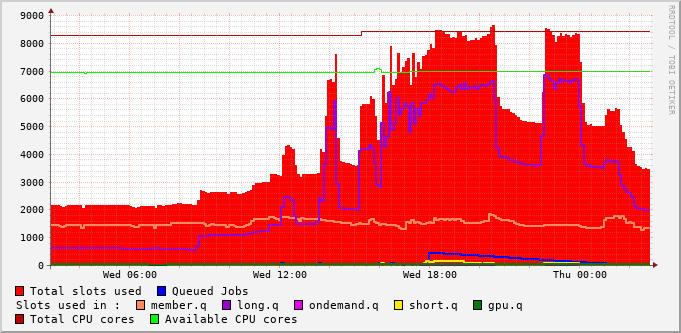 9000
8000
7000
6000
5000
4000
3000
2000
1000
0
Wed 06:00 Wed 12:00 Wed 18:00 Thu 00:00
RRDTOOL / TOBI OETIKER
Total slots used Queued Jobs
Slots used in : member.q long.q ondemand.q short.q gpu.q
Total CPU cores Available CPU cores